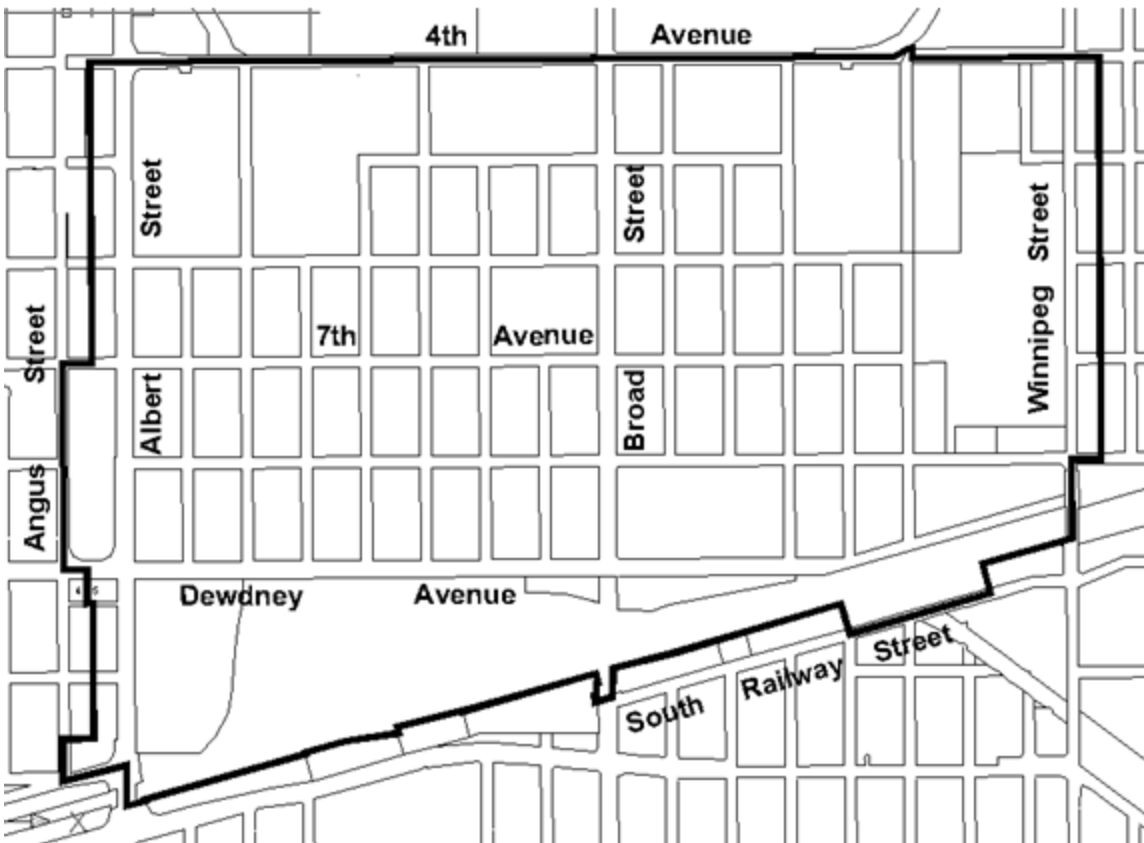 4th Avenue
Street
Street
Winnipeg Street
Angus Street
7th Avenue
Albert
Broad
Dewdney Avenue
South Railway Street